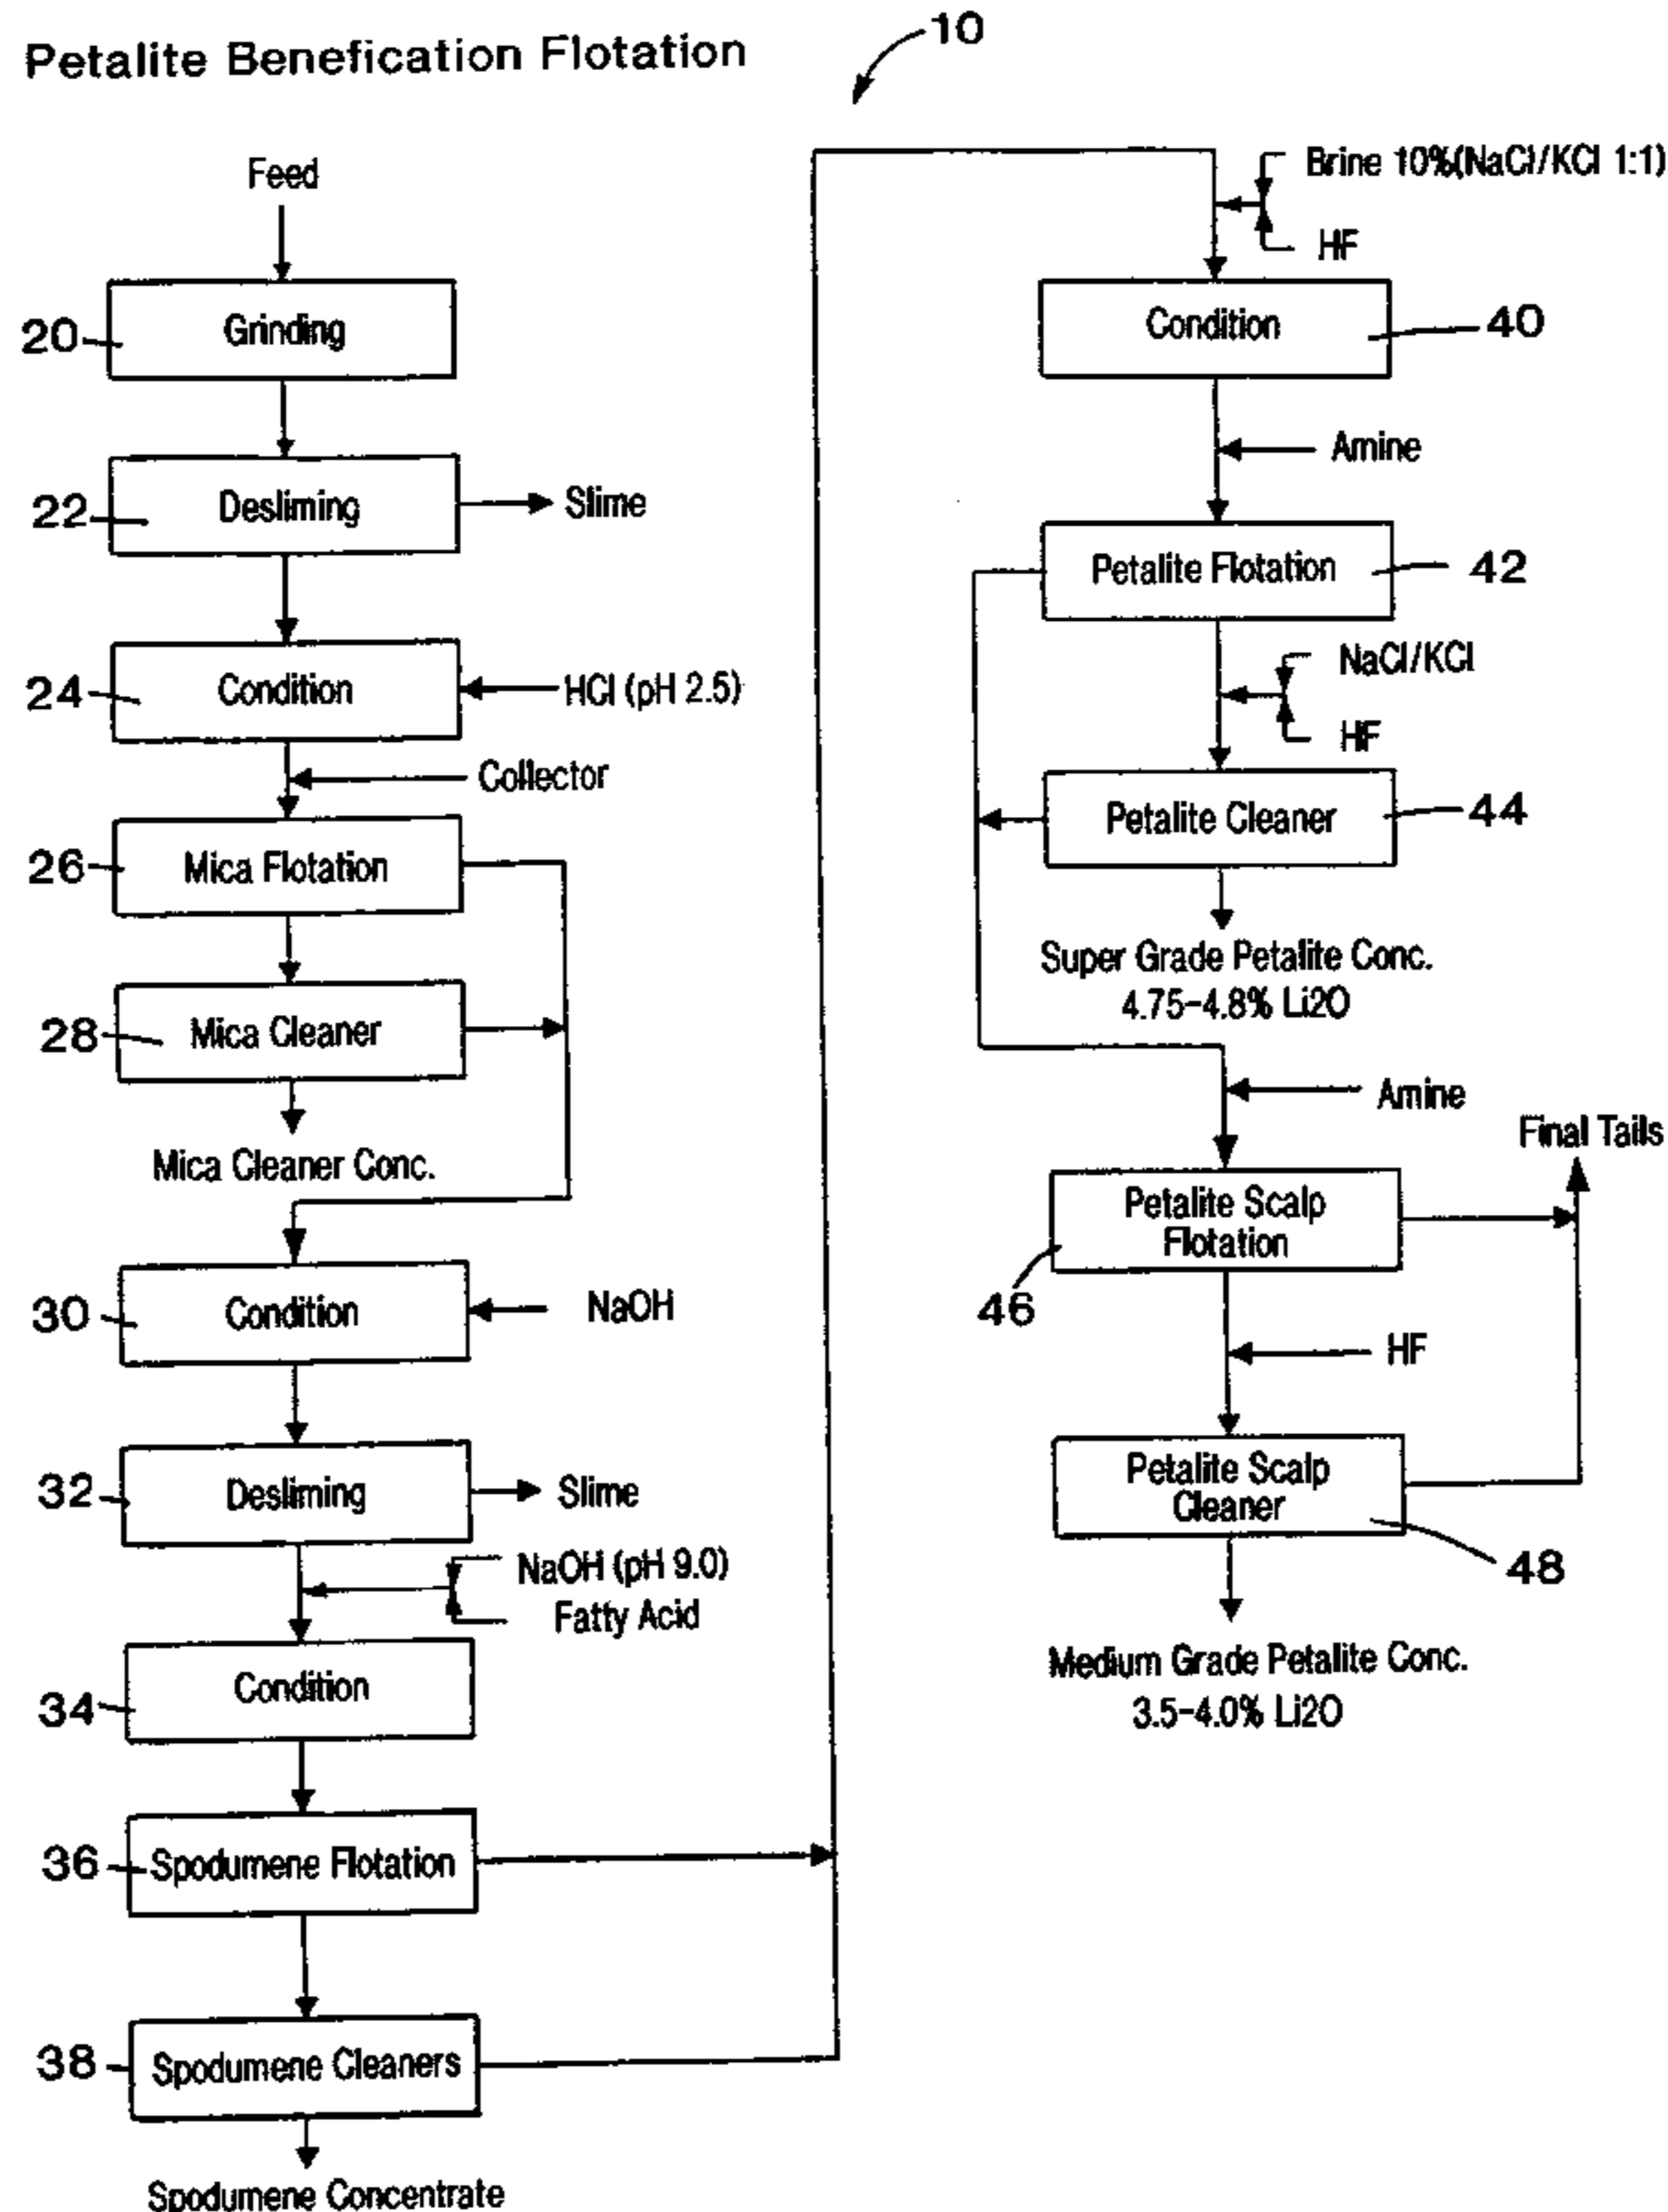 Petalite Benefication Flotation
10
Feed
20
Grinding
22
Desliming
Slime
24
Condition
HCl (pH 2.5)
Collector
26
Mica Flotation
28
Mica Cleaner
Mica Cleaner Conc.
30
Condition
NaOH
32
Desliming
Slime
NaOH (pH 9.0)
Fatty Acid
34
Condition
36
Spodumene Flotation
38
Spodumene Cleaners
Spodumene Concentrate
Brine 10%(NaCl/KCl 1:1)
HF
Condition
40
Amine
Petalite Flotation
42
NaCl/KCl
HF
Petalite Cleaner
44
Super Grade Petalite Conc.
4.75-4.8% Li2O
Amine
Final Tails
Petalite Scalp
Flotation
46
HF
Petalite Scalp
Cleaner
48
Medium Grade Petalite Conc.
3.5-4.0% Li2O